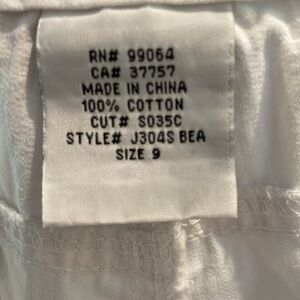 RN# 99064
CA# 37757
MADE IN CHINA
100% COTTON
CUT# S035C
STYLE# J304S BEA
SIZE 9